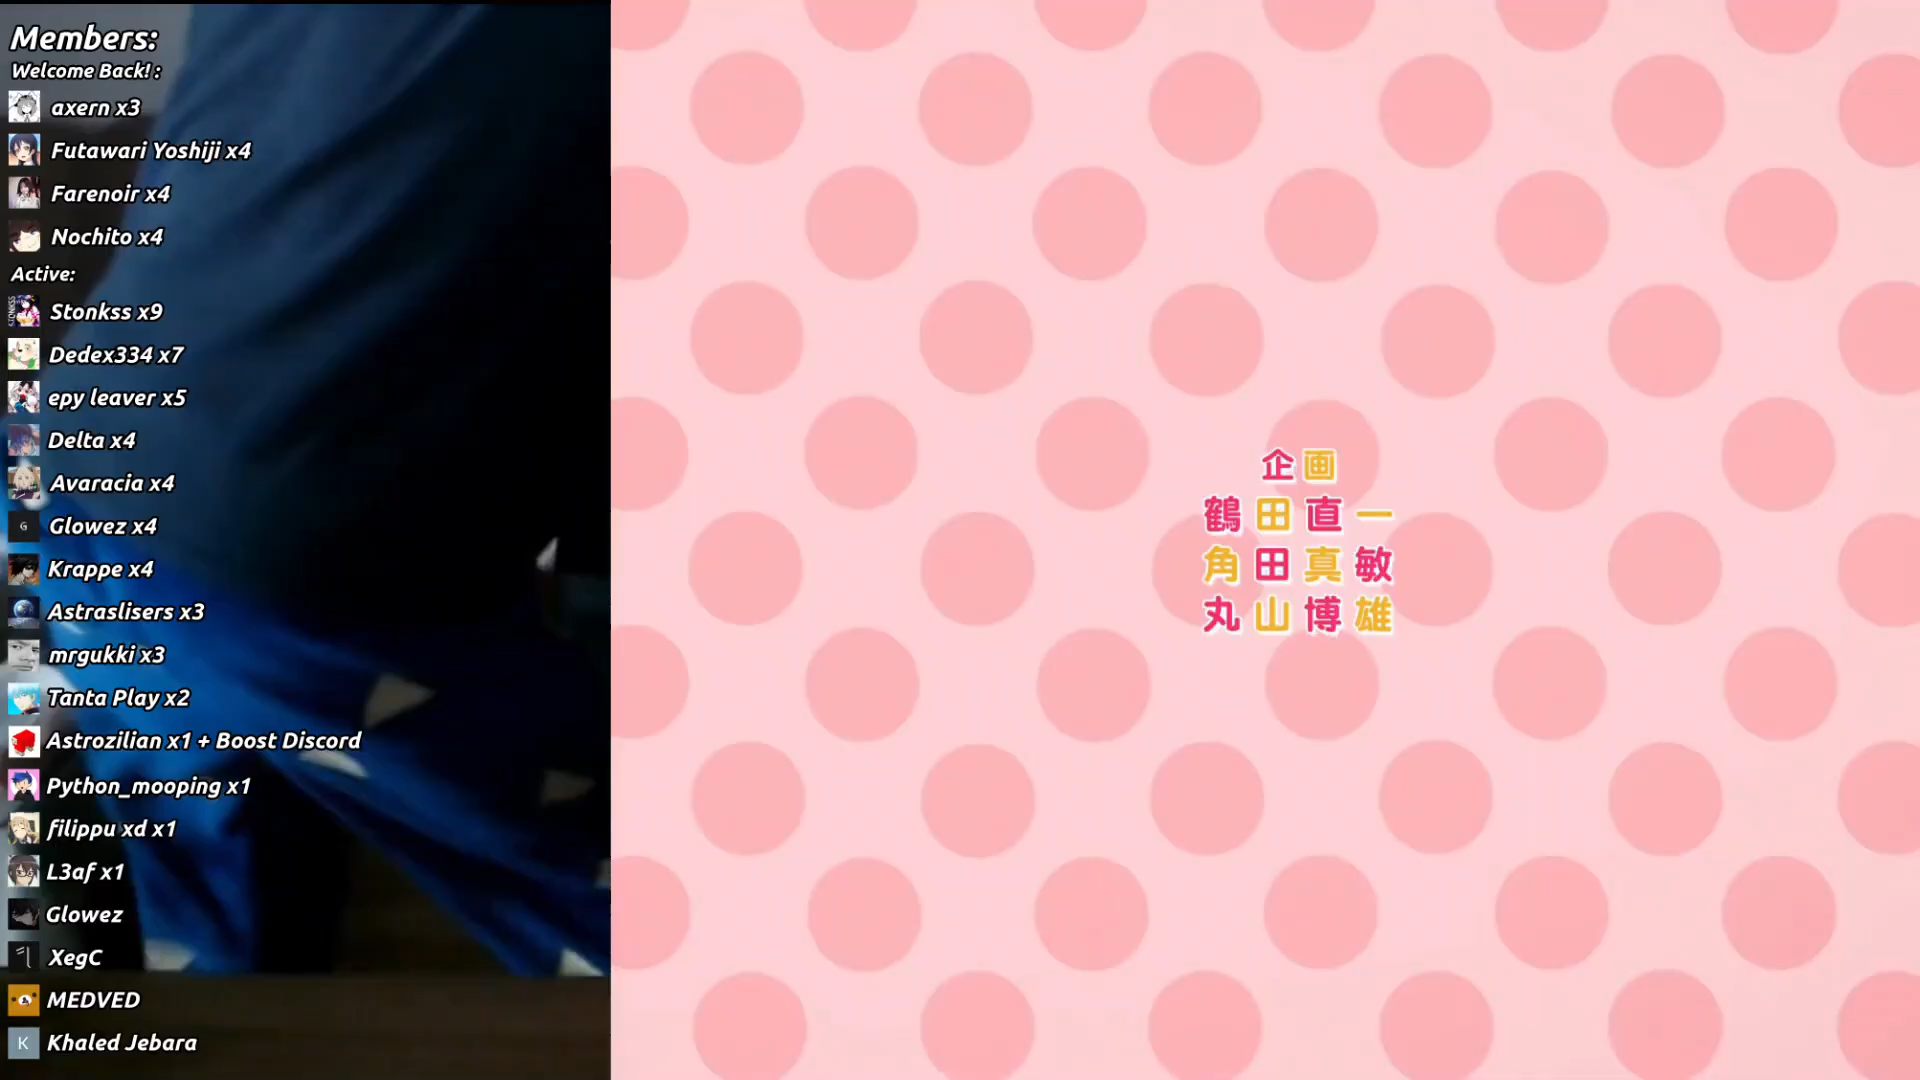 Members:
Welcome Back! :
axern x3
Futawari Yoshiji x4
Farenoir x4
Nochito x4
Active:
Stonkss x9
Dedex334 x7
epy leaver x5
Delta x4
Avaracia x4
G
Glowez x4
Krappe x4
Astraslisers x3
mrgukki x3
Tanta Play x2
Astrozilian x1 + Boost Discord
Python_mooping x1
filippu xd x1
L3af x1
Glowez
XegC
MEDVED
K
Khaled Jebara
企画
鶴田直一
角田真敏
丸山博雄